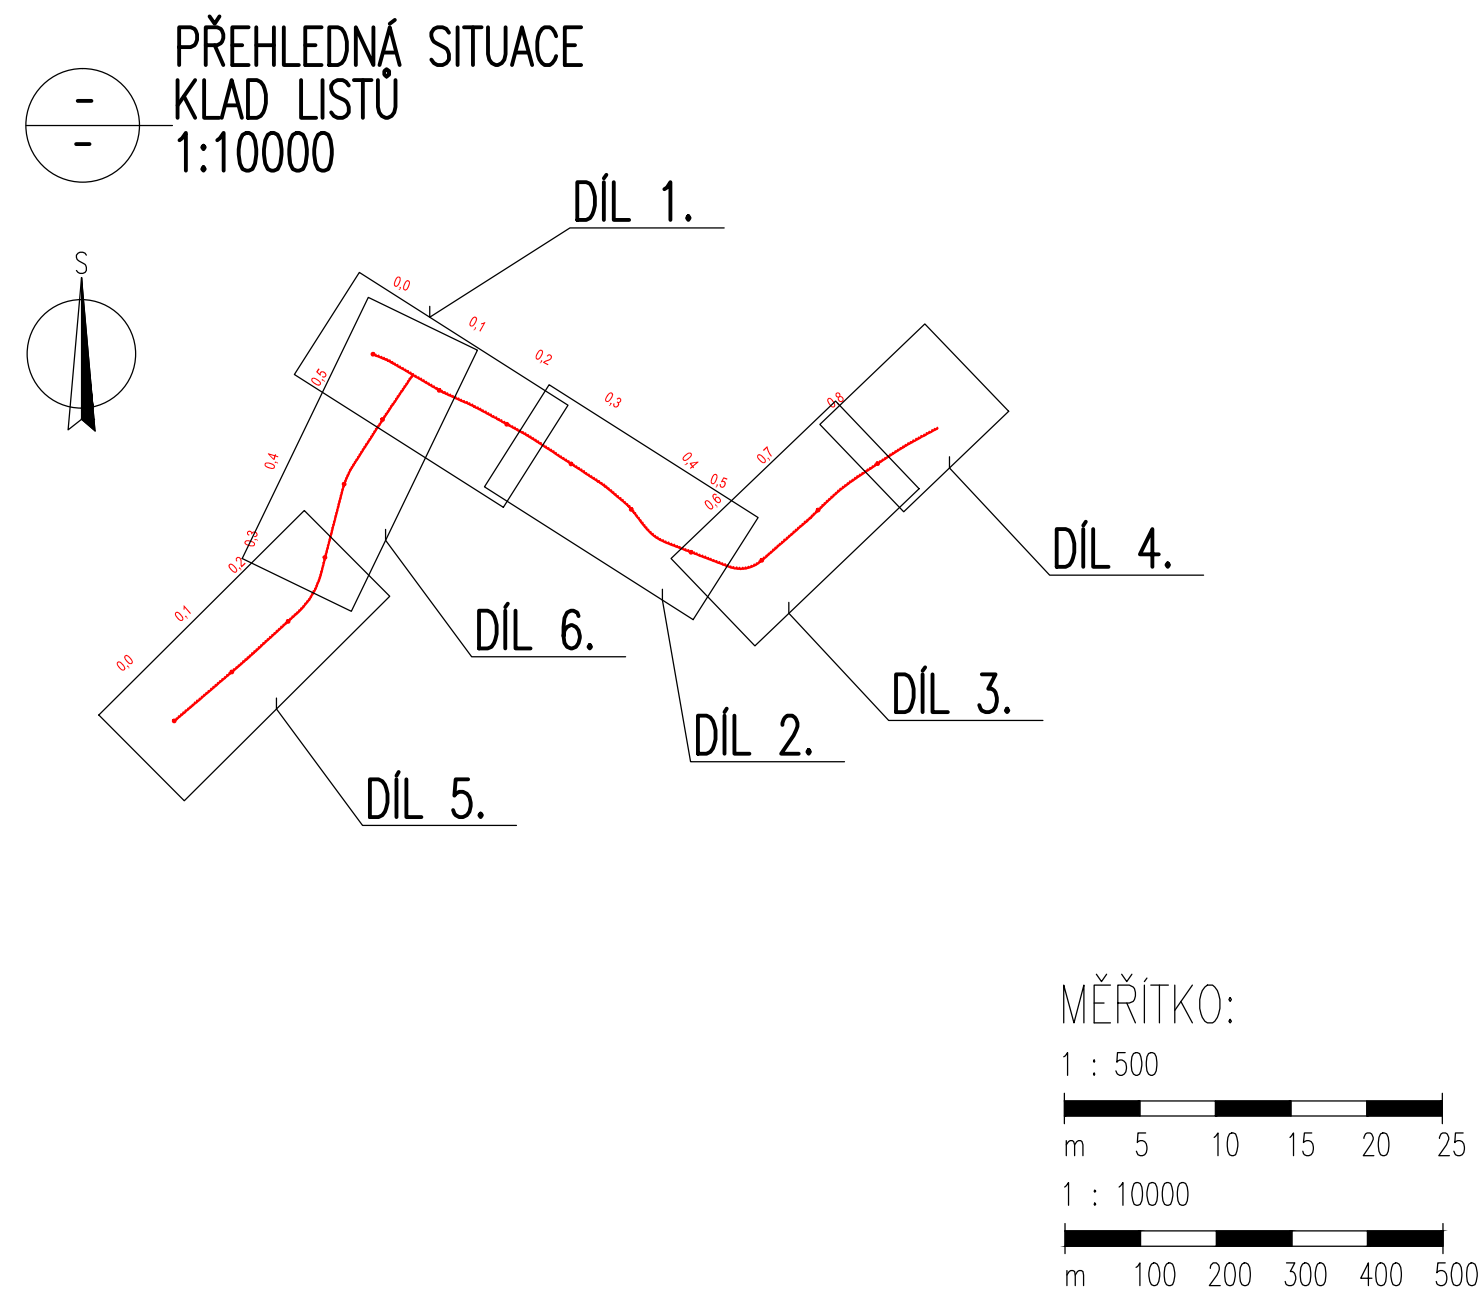 PŘEHLEDNÁ SITUACE
KLAD LISTŮ
1:10000
-
-
S
DÍL 1.
0,0
0,1
0,2
0,3
0,4
0,5
0,6
0,7
0,8
0,5
0,4
0,3
0,2
0,1
0,0
DÍL 4.
DÍL 6.
DÍL 3.
DÍL 2.
DÍL 5.
MĚŘÍTKO:
1 : 500
m 5 10 15 20 25
1 : 10000
m 100 200 300 400 500